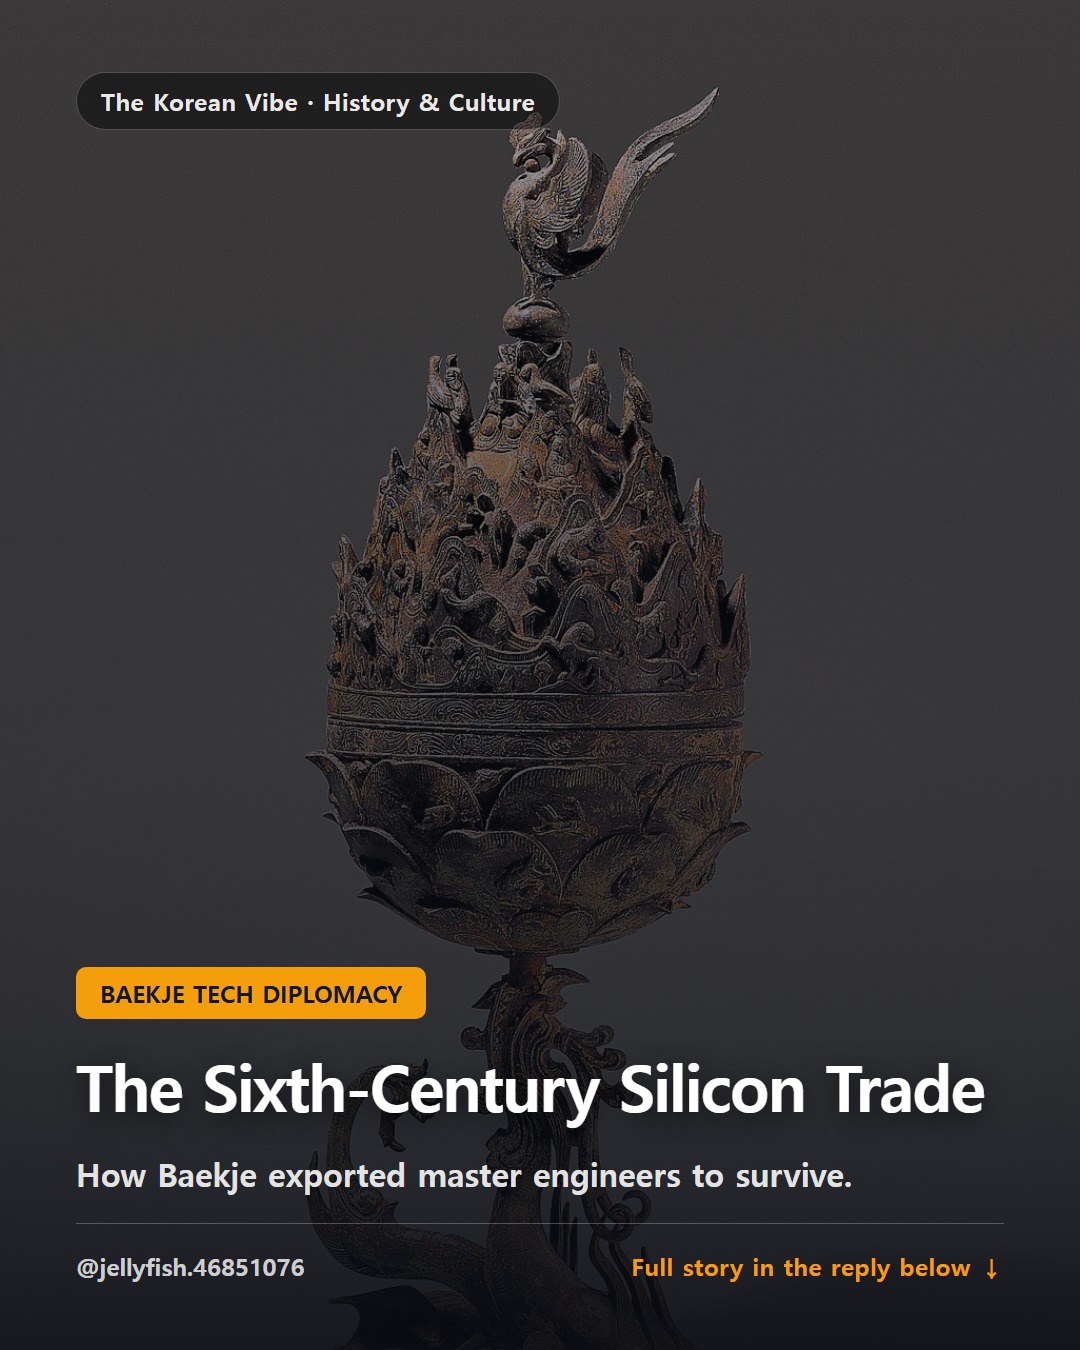 The Korean Vibe · History & Culture
BAEKJE TECH DIPLOMACY
The Sixth-Century Silicon Trade
How Baekje exported master engineers to survive.
@jellyfish.46851076
Full story in the reply below ↓